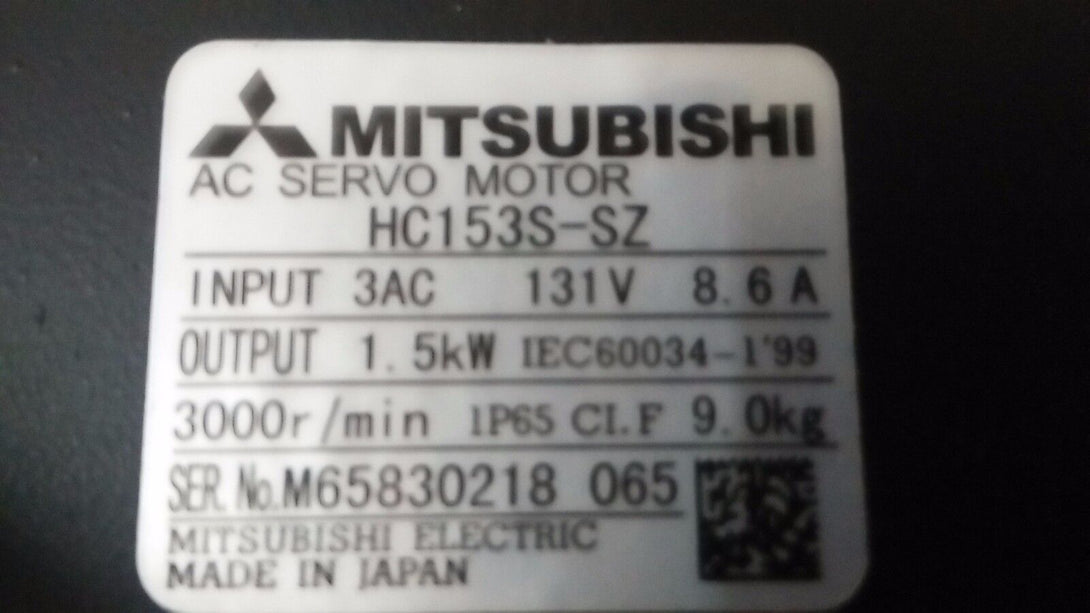 MITSUBISHI
AC SERVO MOTOR
HC153S-SZ
INPUT 3AC 131V 8.6A
OUTPUT 1.5kW IEC60034-1'99
3000r/min IP65 CI.F 9.0kg
SER.No.M65830218 065
MITSUBISHI ELECTRIC
MADE IN JAPAN